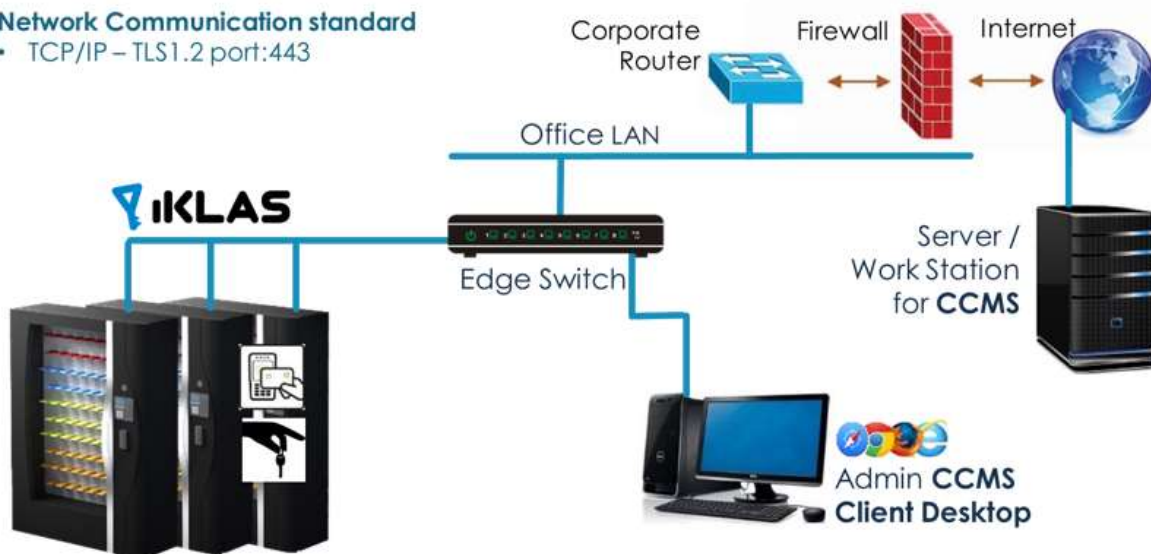 Network Communication standard
• TCP/IP – TLS1.2 port:443
Corporate
Router
Firewall
Internet
Office LAN
iKLAS
Edge Switch
Server /
Work Station
for CCMS
Admin CCMS
Client Desktop